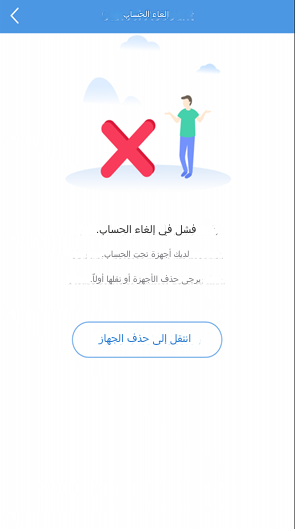 إلغاء الحساب
فشل في إلغاء الحساب.
لديك أجهزة تحت الحساب.
يرجى حذف الأجهزة أو نقلها أولاً.
انتقل إلى حذف الجهاز